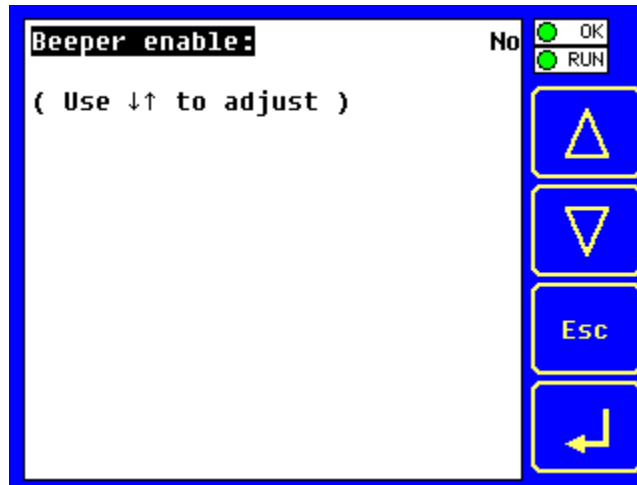 Beeper enable: No
( Use ↓↑ to adjust )
OK
RUN
Esc